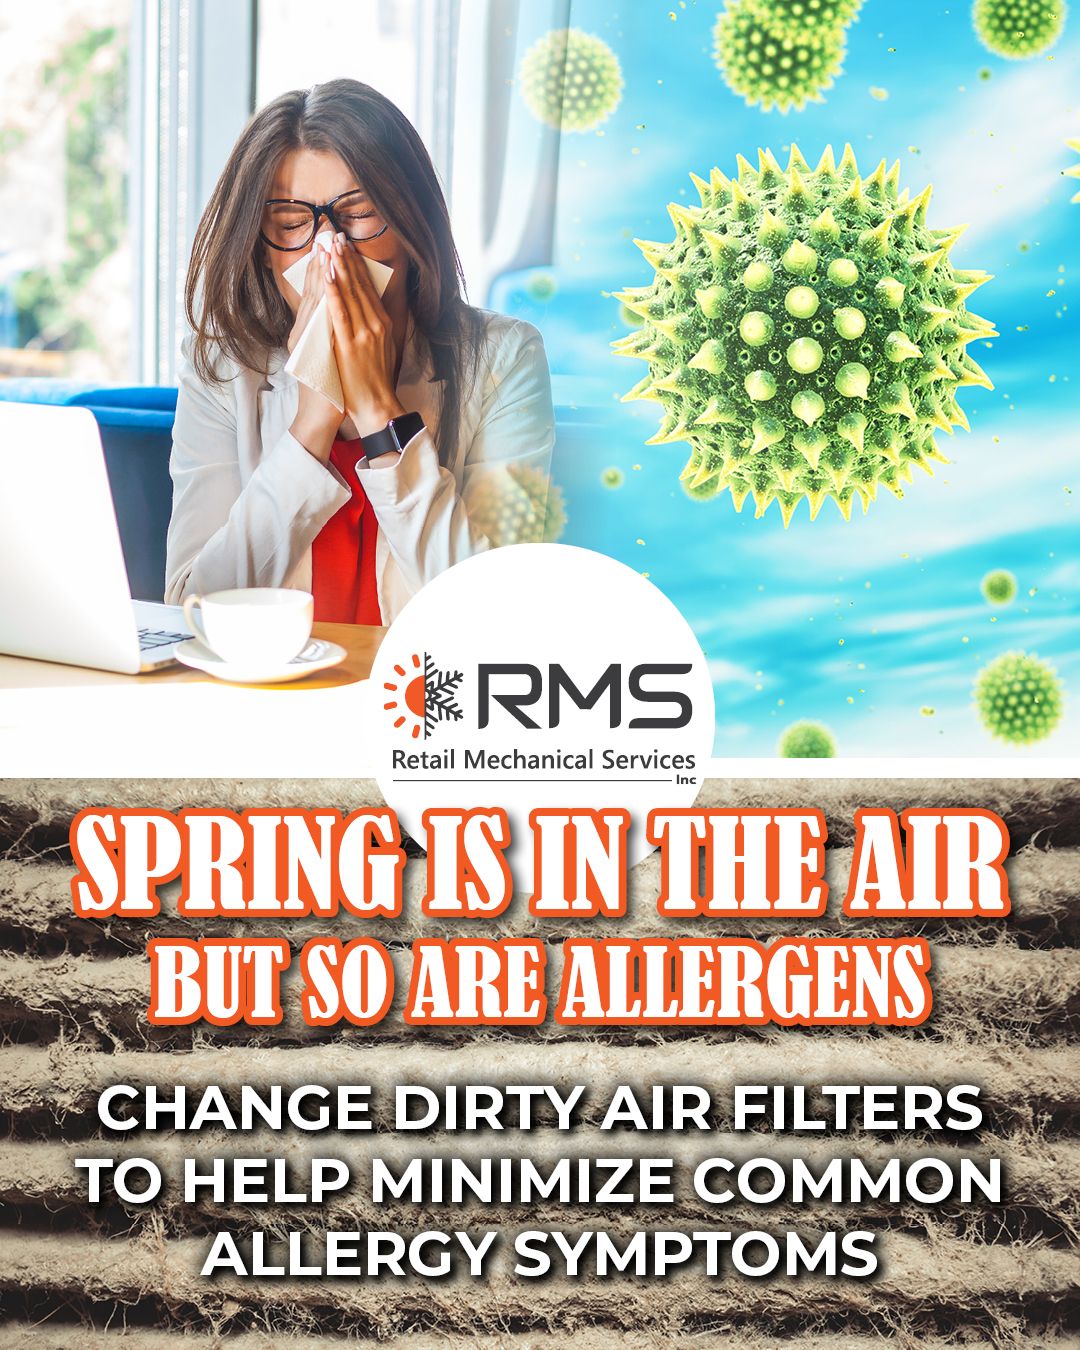 RMS
Retail Mechanical Services
Inc
SPRING IS IN THE AIR
BUT SO ARE ALLERGENS
CHANGE DIRTY AIR FILTERS
TO HELP MINIMIZE COMMON
ALLERGY SYMPTOMS